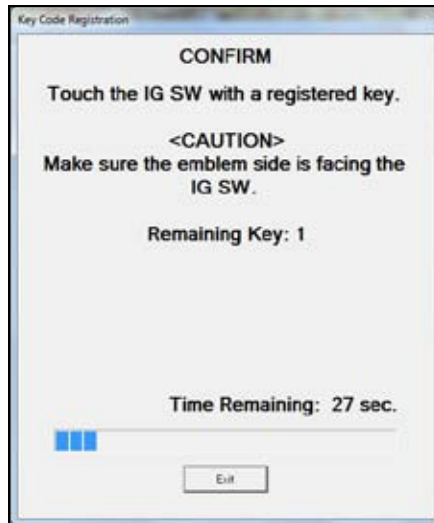 Key Code Registration
CONFIRM
Touch the IG SW with a registered key.
<CAUTION>
Make sure the emblem side is facing the
IG SW.
Remaining Key: 1
Time Remaining: 27 sec.
Exit